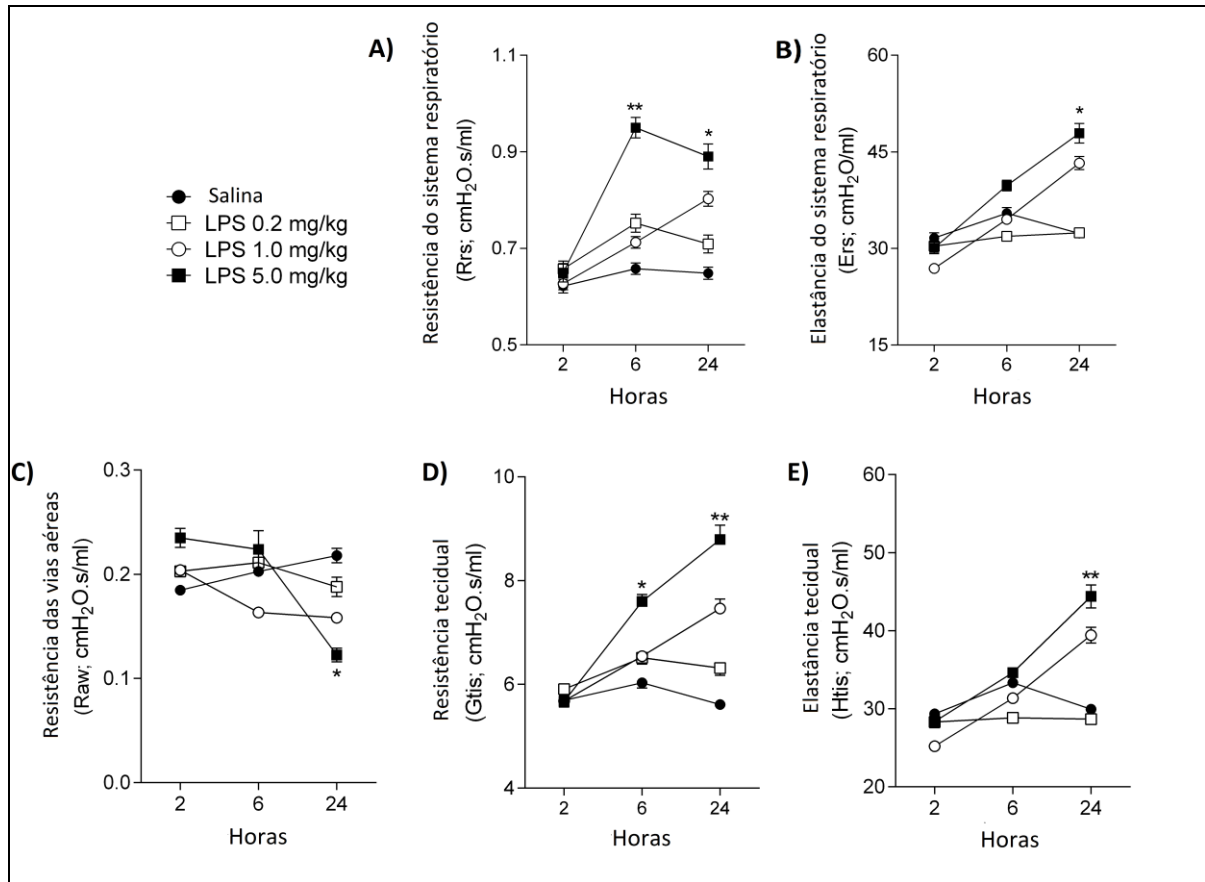 A)
Resistência do sistema respiratório
(Rrs; cmH₂O.s/ml)
1.1
0.9
0.7
0.5
**
*
2 6 24
Horas
B)
Elastância do sistema respiratório
(Ers; cmH₂O/ml)
60
45
30
15
*
2 6 24
Horas
Salina
LPS 0.2 mg/kg
LPS 1.0 mg/kg
LPS 5.0 mg/kg
C)
Resistência das vias aéreas
(Raw; cmH₂O.s/ml)
0.3
0.2
0.1
0.0
*
2 6 24
Horas
D)
Resistência tecidual
(Gtis; cmH₂O.s/ml)
10
8
6
4
*
**
2 6 24
Horas
E)
Elastância tecidual
(Htis; cmH₂O.s/ml)
60
50
40
30
20
**
2 6 24
Horas